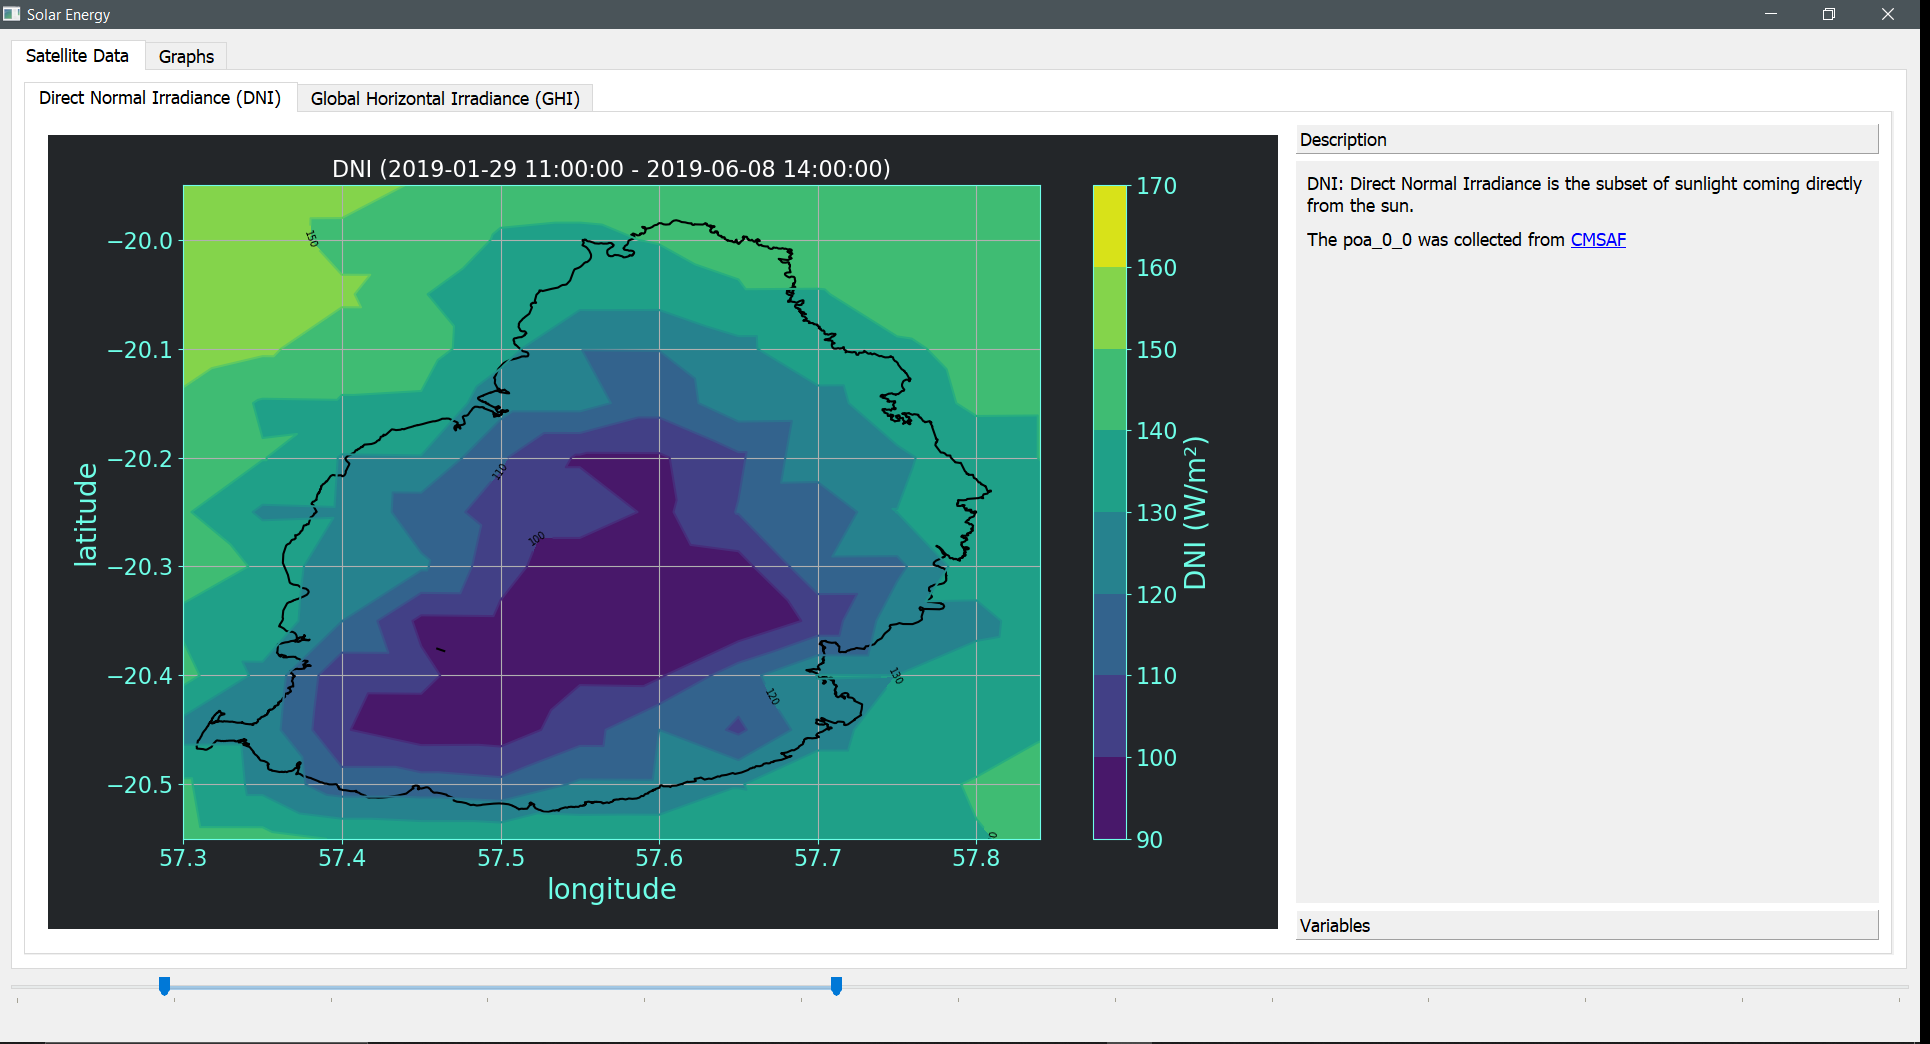 Solar Energy
Satellite Data Graphs
Direct Normal Irradiance (DNI) Global Horizontal Irradiance (GHI)
DNI (2019-01-29 11:00:00 - 2019-06-08 14:00:00)
latitude
−20.0
−20.1
−20.2
−20.3
−20.4
−20.5
150
110
100
120
130
0
57.3 57.4 57.5 57.6 57.7 57.8
longitude
170
160
150
140
130
120
110
100
90
DNI (W/m²)
Description
DNI: Direct Normal Irradiance is the subset of sunlight coming directly
from the sun.
The poa_0_0 was collected from CMSAF
Variables